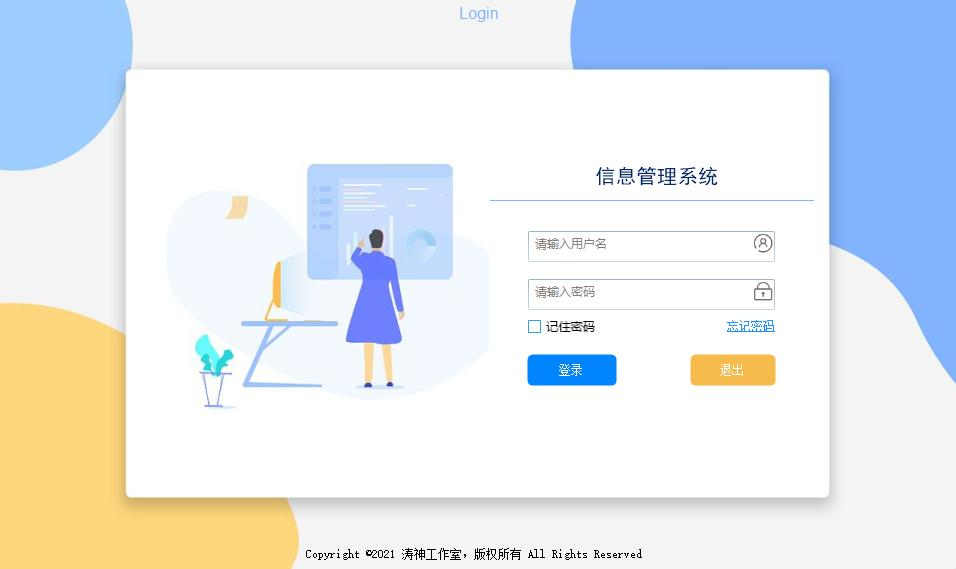 Login
信息管理系统
请输入用户名
请输入密码
记住密码
忘记密码
登录
退出
Copyright ©2021 涛神工作室，版权所有 All Rights Reserved